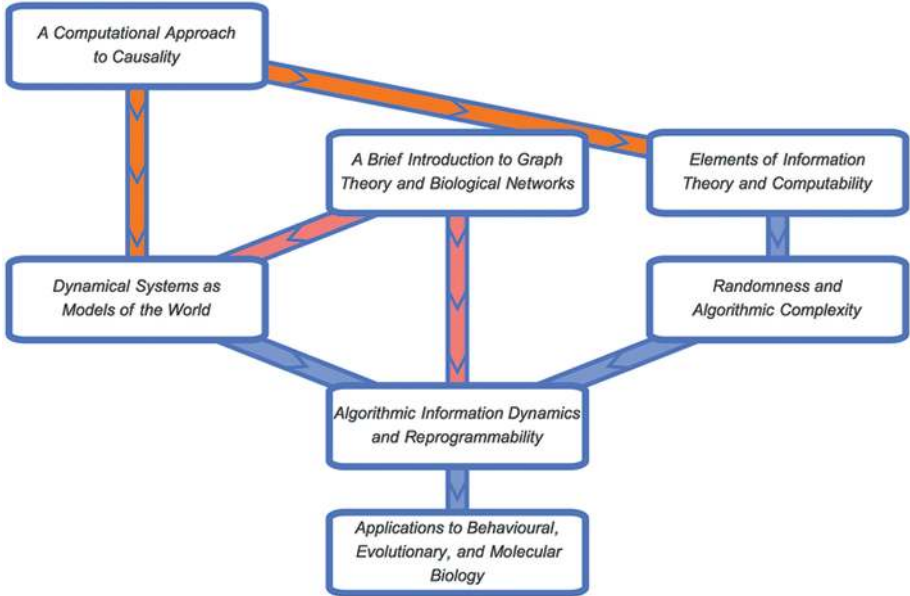 A Computational Approach
to Causality
A Brief Introduction to Graph
Theory and Biological Networks
Elements of Information
Theory and Computability
Dynamical Systems as
Models of the World
Randomness and
Algorithmic Complexity
Algorithmic Information Dynamics
and Reprogrammability
Applications to Behavioural,
Evolutionary, and Molecular
Biology